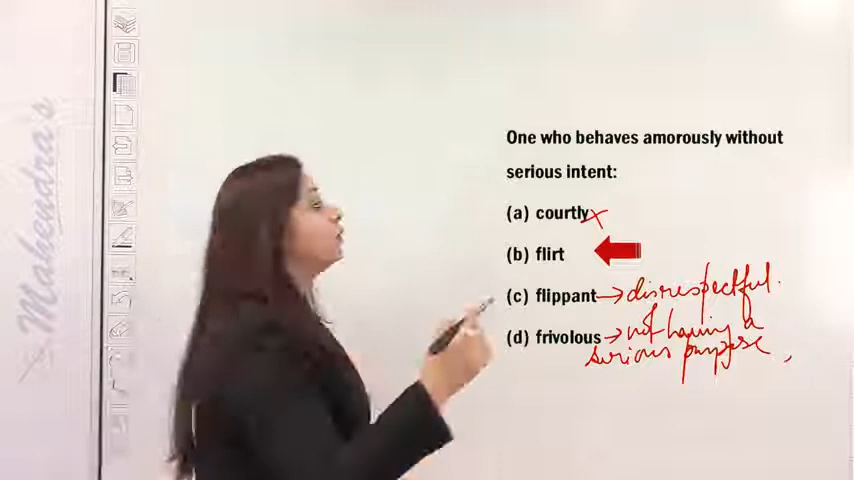 Mahendra's
One who behaves amorously without
serious intent:
(a) courtly
(b) flirt
(c) flippant → disrespectful.
(d) frivolous → not having a
serious purpose,